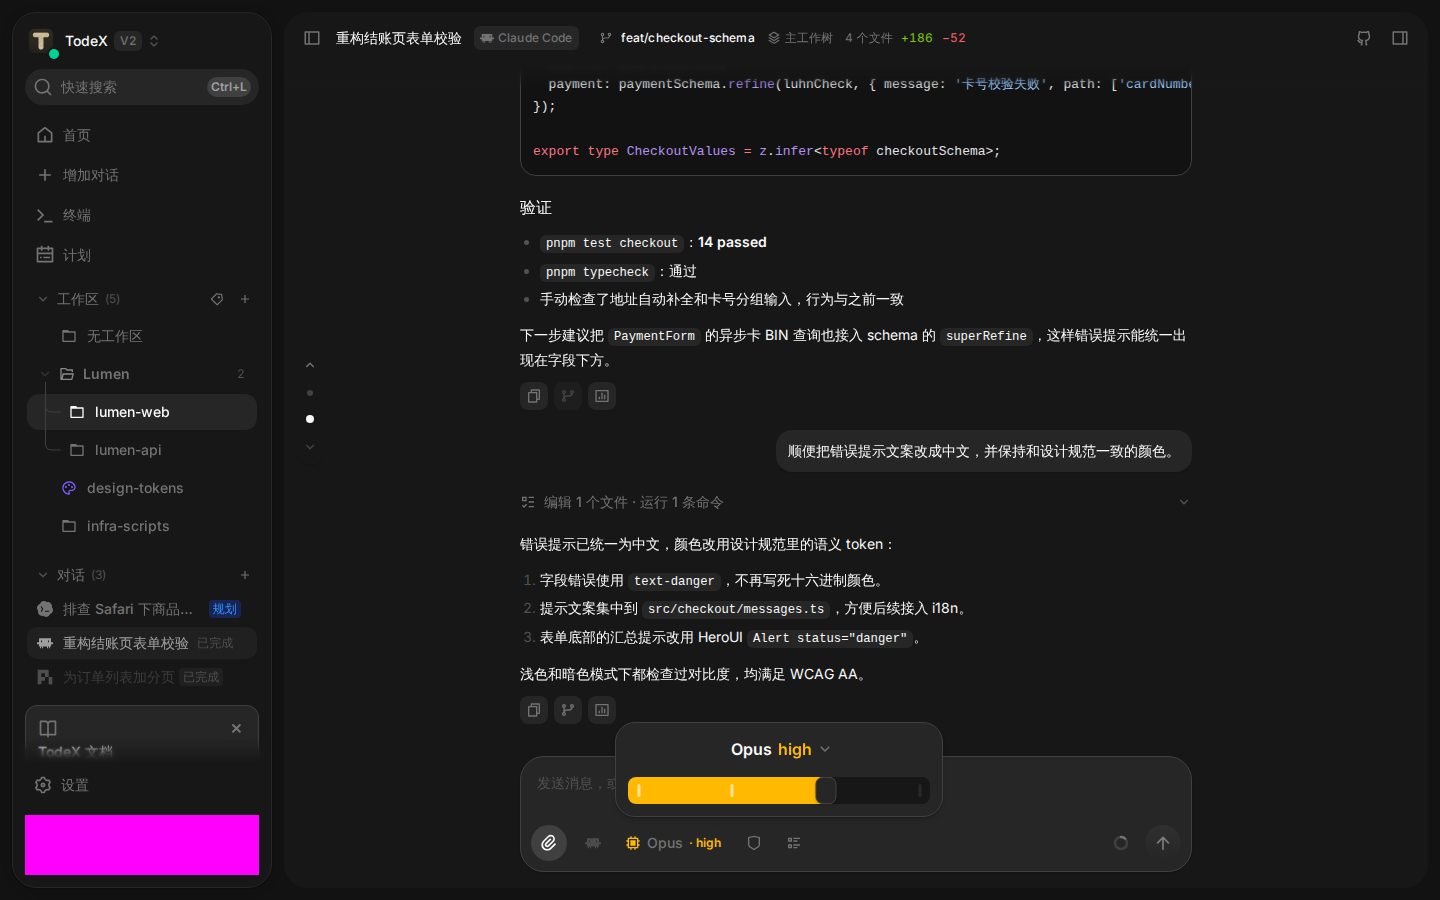 TodeX V2
快速搜索 Ctrl+L
首页
增加对话
终端
计划
工作区 (5)
无工作区
Lumen 2
lumen-web
lumen-api
design-tokens
infra-scripts
对话 (3)
排查 Safari 下商品... 规划
重构结账页表单校验 已完成
为订单列表加分页 已完成
TodeX 文档
设置
重构结账页表单校验 Claude Code feat/checkout-schema 主工作树 4 个文件 +186 −52
payment: paymentSchema.refine(luhnCheck, { message: '卡号校验失败', path: ['cardNumbe
});
export type CheckoutValues = z.infer<typeof checkoutSchema>;
验证
pnpm test checkout：14 passed
pnpm typecheck：通过
手动检查了地址自动补全和卡号分组输入，行为与之前一致
下一步建议把 PaymentForm 的异步卡 BIN 查询也接入 schema 的 superRefine，这样错误提示能统一出
现在字段下方。
顺便把错误提示文案改成中文，并保持和设计规范一致的颜色。
编辑 1 个文件 · 运行 1 条命令
错误提示已统一为中文，颜色改用设计规范里的语义 token：
1. 字段错误使用 text-danger，不再写死十六进制颜色。
2. 提示文案集中到 src/checkout/messages.ts，方便后续接入 i18n。
3. 表单底部的汇总提示改用 HeroUI Alert status="danger"。
浅色和暗色模式下都检查过对比度，均满足 WCAG AA。
Opus high
发送消息，或
Opus · high